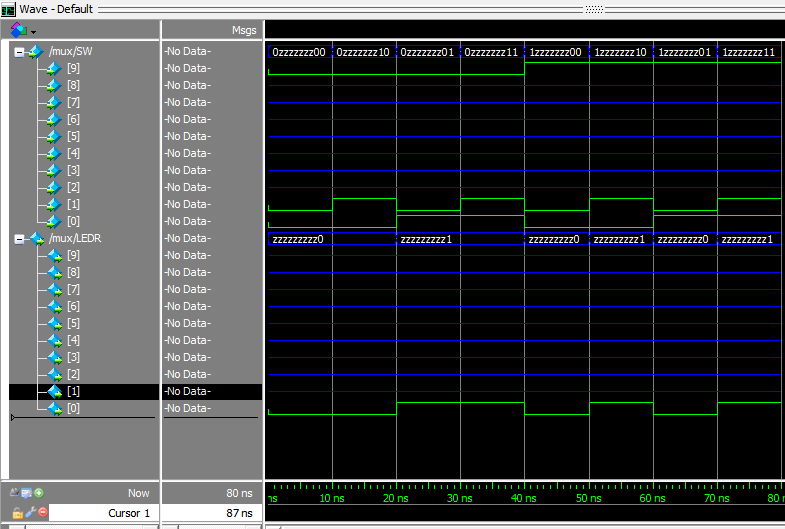 Wave - Default
Msgs
/mux/SW -No Data- 0zzzzzzz00 0zzzzzzz10 0zzzzzzz01 0zzzzzzz11 1zzzzzzz00 1zzzzzzz10 1zzzzzzz01 1zzzzzzz11
[9] -No Data-
[8] -No Data-
[7] -No Data-
[6] -No Data-
[5] -No Data-
[4] -No Data-
[3] -No Data-
[2] -No Data-
[1] -No Data-
[0] -No Data-
/mux/LEDR -No Data- zzzzzzzzz0 zzzzzzzzz1 zzzzzzzzz0 zzzzzzzzz1 zzzzzzzzz0 zzzzzzzzz1
[9] -No Data-
[8] -No Data-
[7] -No Data-
[6] -No Data-
[5] -No Data-
[4] -No Data-
[3] -No Data-
[2] -No Data-
[1] -No Data-
[0] -No Data-
Now 80 ns ns 10 ns 20 ns 30 ns 40 ns 50 ns 60 ns 70 ns 80
Cursor 1 87 ns